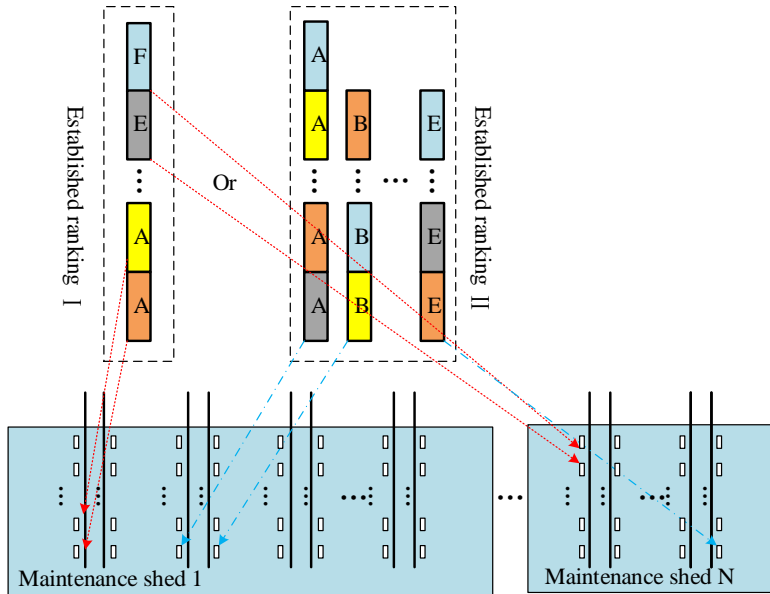 Established ranking I
F
E
A
A
Or
A
A
A
A
B
B
B
E
E
E
Established ranking II
Maintenance shed 1
Maintenance shed N